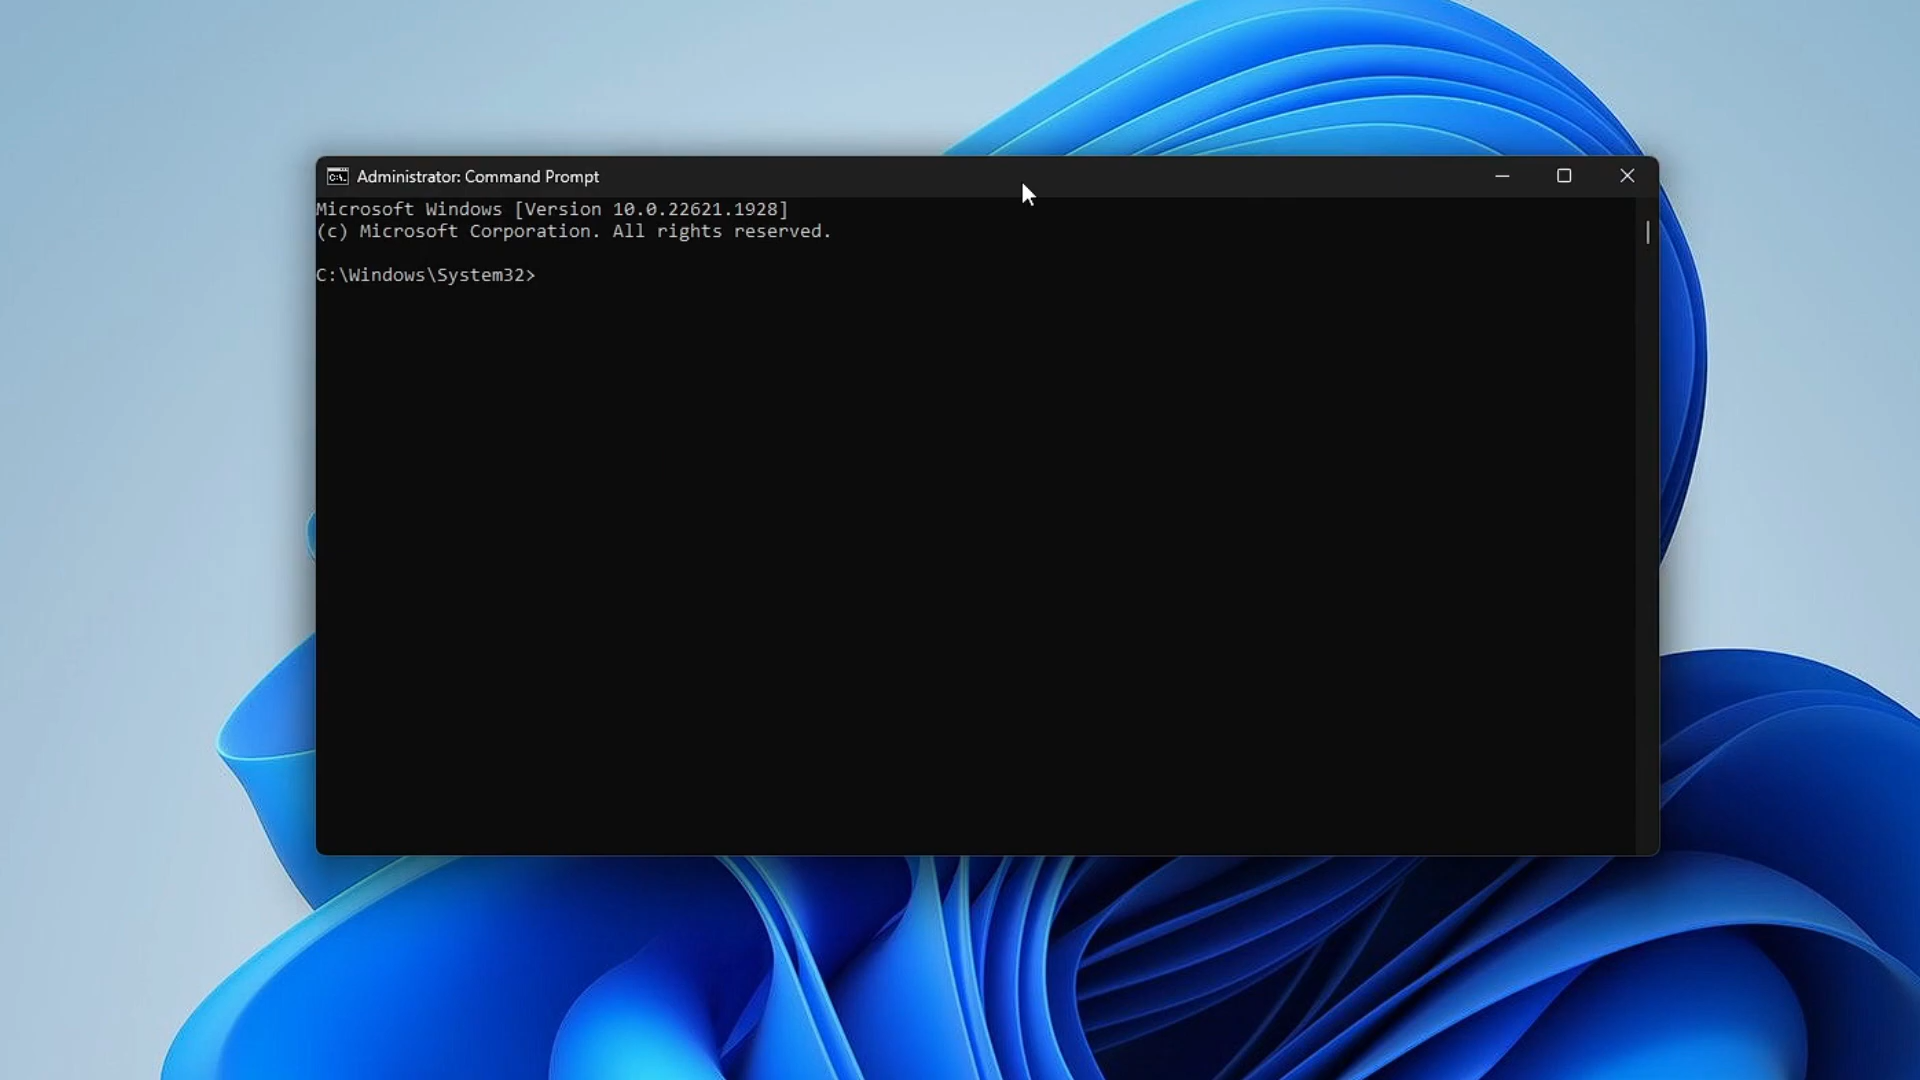 Administrator: Command Prompt
Microsoft Windows [Version 10.0.22621.1928]
(c) Microsoft Corporation. All rights reserved.
C:\Windows\System32>